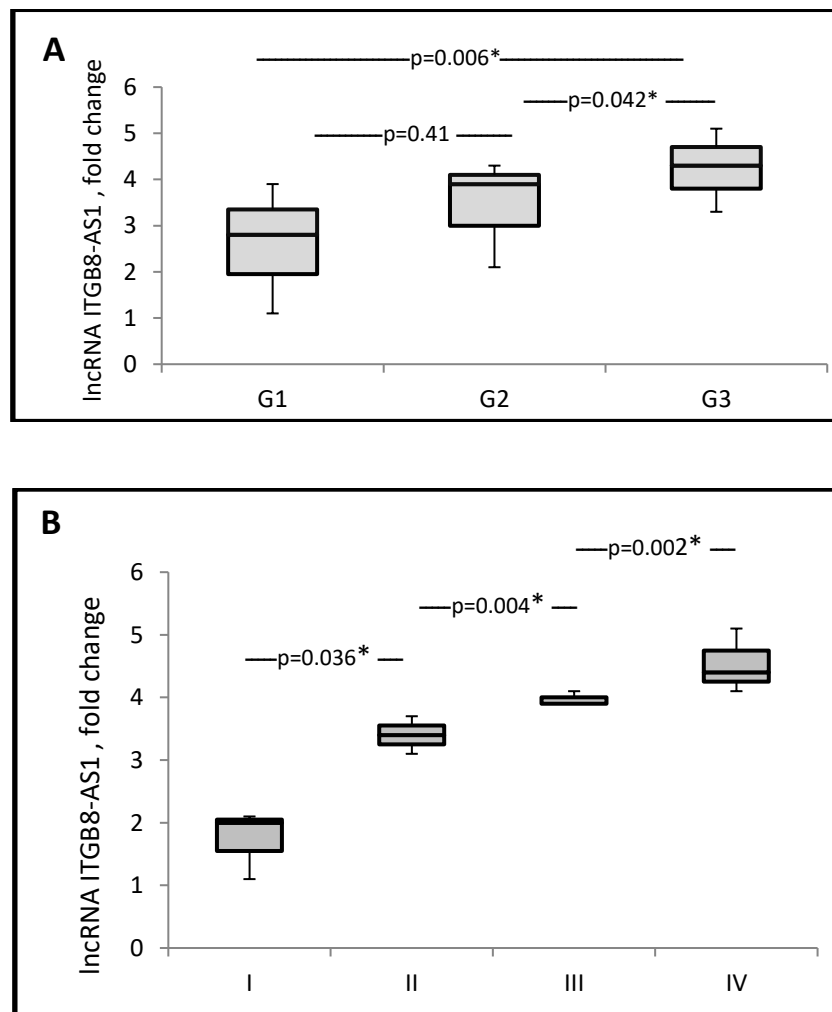 A
p=0.006*
p=0.042*
p=0.41
lncRNA ITGB8-AS1 , fold change
6
5
4
3
2
1
0
G1 G2 G3
B
p=0.002*
p=0.004*
p=0.036*
lncRNA ITGB8-AS1 , fold change
6
5
4
3
2
1
0
I II III IV